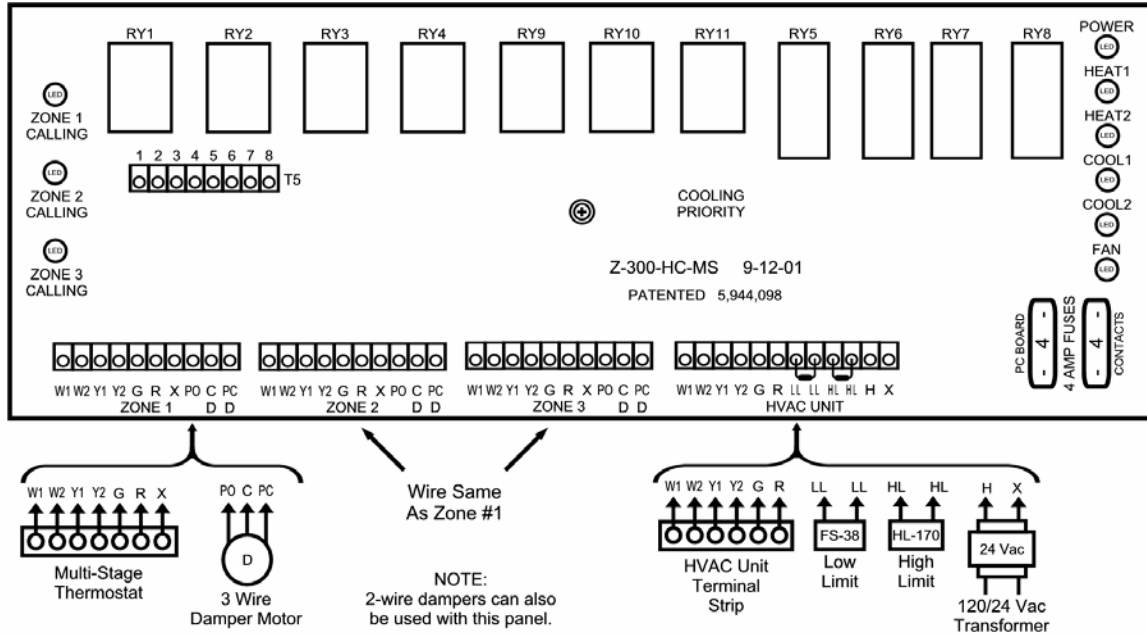 RY1 RY2 RY3 RY4 RY9 RY10 RY11 RY5 RY6 RY7 RY8
POWER
LED
HEAT1
LED
HEAT2
LED
COOL1
LED
COOL2
LED
FAN
LED
LED
ZONE 1
CALLING
LED
ZONE 2
CALLING
LED
ZONE 3
CALLING
1 2 3 4 5 6 7 8
T5
COOLING
PRIORITY
Z-300-HC-MS 9-12-01
PATENTED 5,944,098
PC BOARD
4
4 AMP FUSES
4
CONTACTS
W1 W2 Y1 Y2 G R X PO C PC
ZONE 1 D D
W1 W2 Y1 Y2 G R X PO C PC
ZONE 2 D D
W1 W2 Y1 Y2 G R X PO C PC
ZONE 3 D D
W1 W2 Y1 Y2 G R LL LL HL HL H X
HVAC UNIT
W1 W2 Y1 Y2 G R X
Multi-Stage
Thermostat
PO C PC
D
3 Wire
Damper Motor
Wire Same
As Zone #1
NOTE:
2-wire dampers can also
be used with this panel.
W1 W2 Y1 Y2 G R
HVAC Unit
Terminal
Strip
LL LL
FS-38
Low
Limit
HL HL
HL-170
High
Limit
H X
24 Vac
120/24 Vac
Transformer